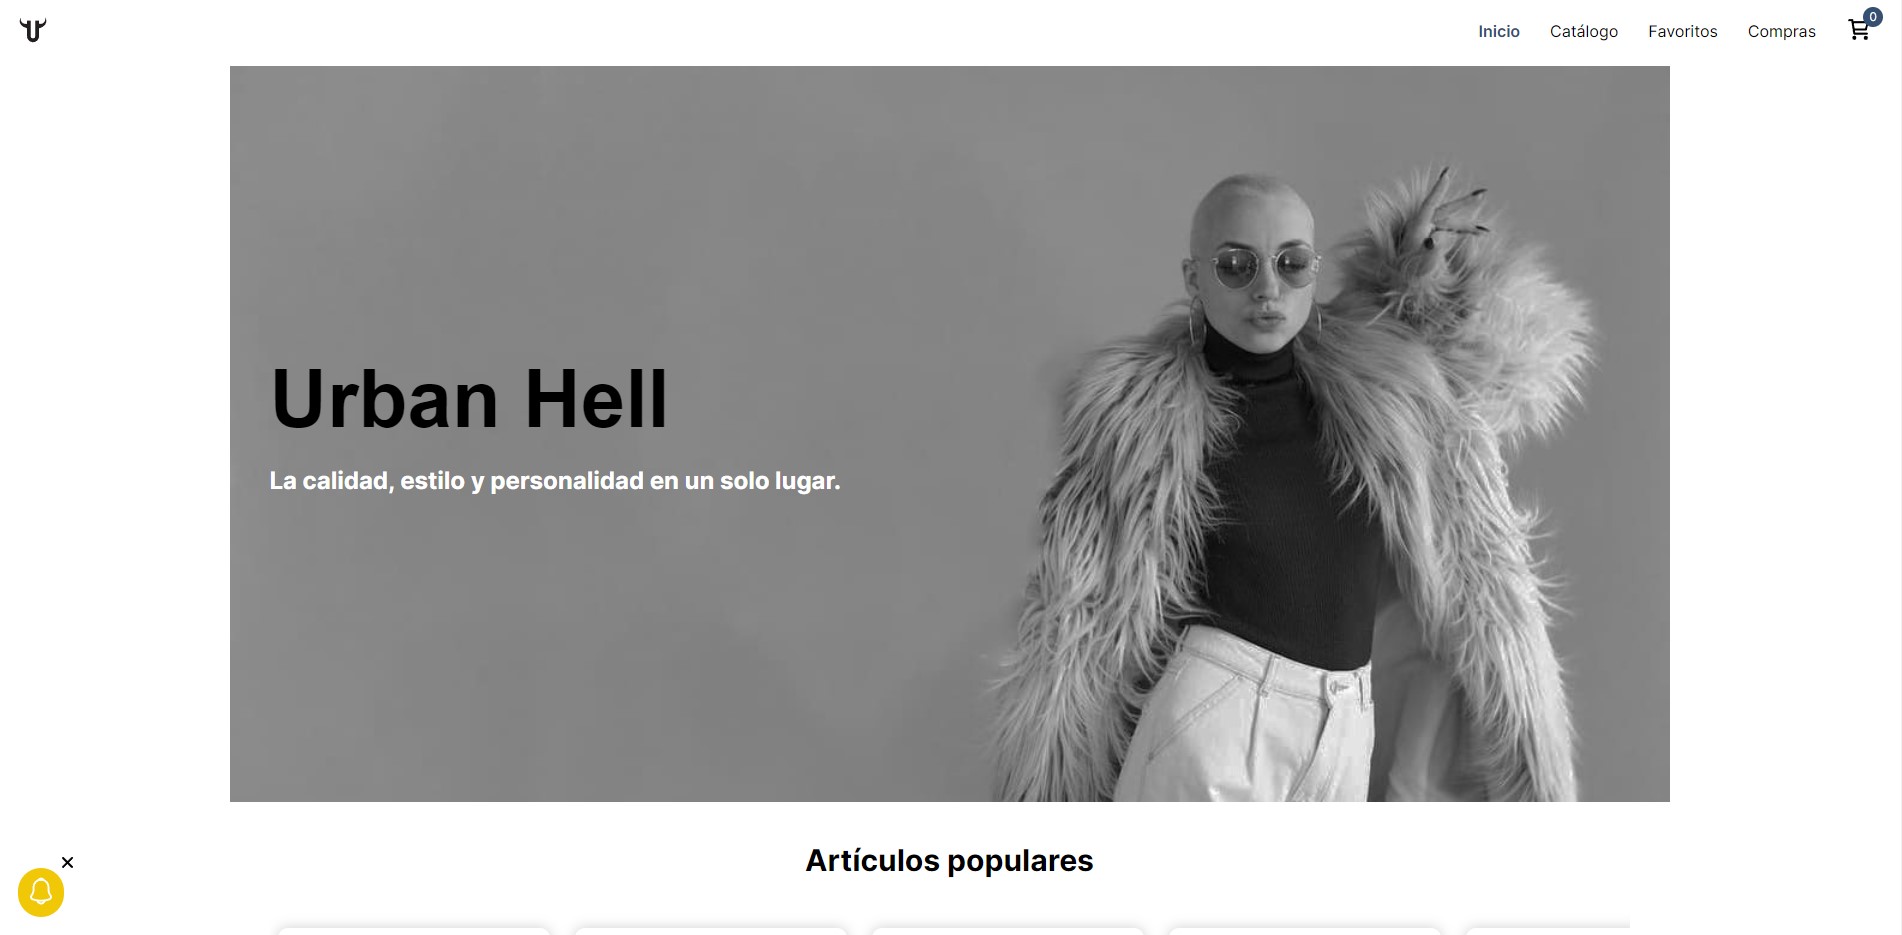 Inicio
Catálogo
Favoritos
Compras
0
Urban Hell
La calidad, estilo y personalidad en un solo lugar.
Artículos populares